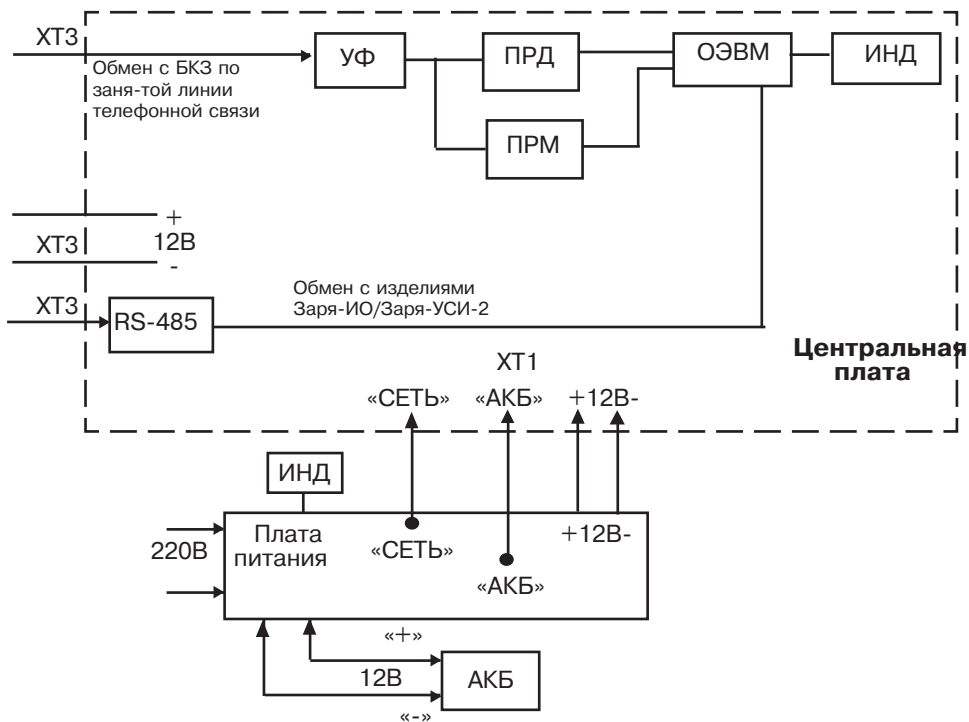 ХТ3
Обмен с БКЗ по
заня-той линии
телефонной связи
УФ
ПРД
ОЭВМ
ИНД
ПРМ
+
ХТ3
12В
-
ХТ3
RS-485
Обмен с изделиями
Заря-ИО/Заря-УСИ-2
Центральная
плата
ХТ1
«СЕТЬ»
«АКБ»
+12В-
ИНД
220В
Плата
питания
«СЕТЬ»
«АКБ»
+12В-
«+»
12В
«-»
АКБ